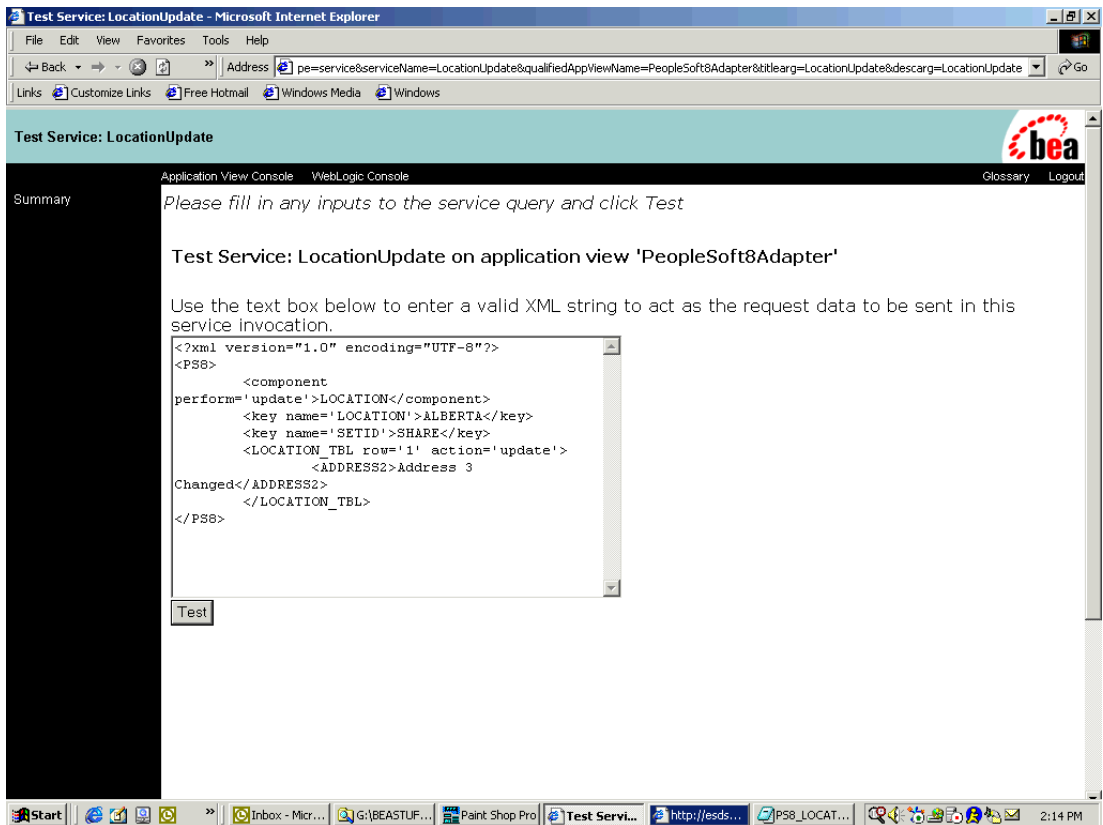 Test Service: LocationUpdate - Microsoft Internet Explorer
File Edit View Favorites Tools Help
Back » Address pe=service&serviceName=LocationUpdate&qualifiedAppViewName=PeopleSoft8Adapter&titlearg=LocationUpdate&descarg=LocationUpdate Go
Links Customize Links Free Hotmail Windows Media Windows
Test Service: LocationUpdate
bea
Application View Console WebLogic Console Glossary Logout
Summary
Please fill in any inputs to the service query and click Test
Test Service: LocationUpdate on application view 'PeopleSoft8Adapter'
Use the text box below to enter a valid XML string to act as the request data to be sent in this
service invocation.
<?xml version="1.0" encoding="UTF-8"?>
<PS8>
<component
perform='update'>LOCATION</component>
<key name='LOCATION'>ALBERTA</key>
<key name='SETID'>SHARE</key>
<LOCATION_TBL row='1' action='update'>
<ADDRESS2>Address 3
Changed</ADDRESS2>
</LOCATION_TBL>
</PS8>
Test
Start » Inbox - Micr... G:\BEASTUF... Paint Shop Pro Test Servi... http://esds... PS8_LOCAT... 2:14 PM